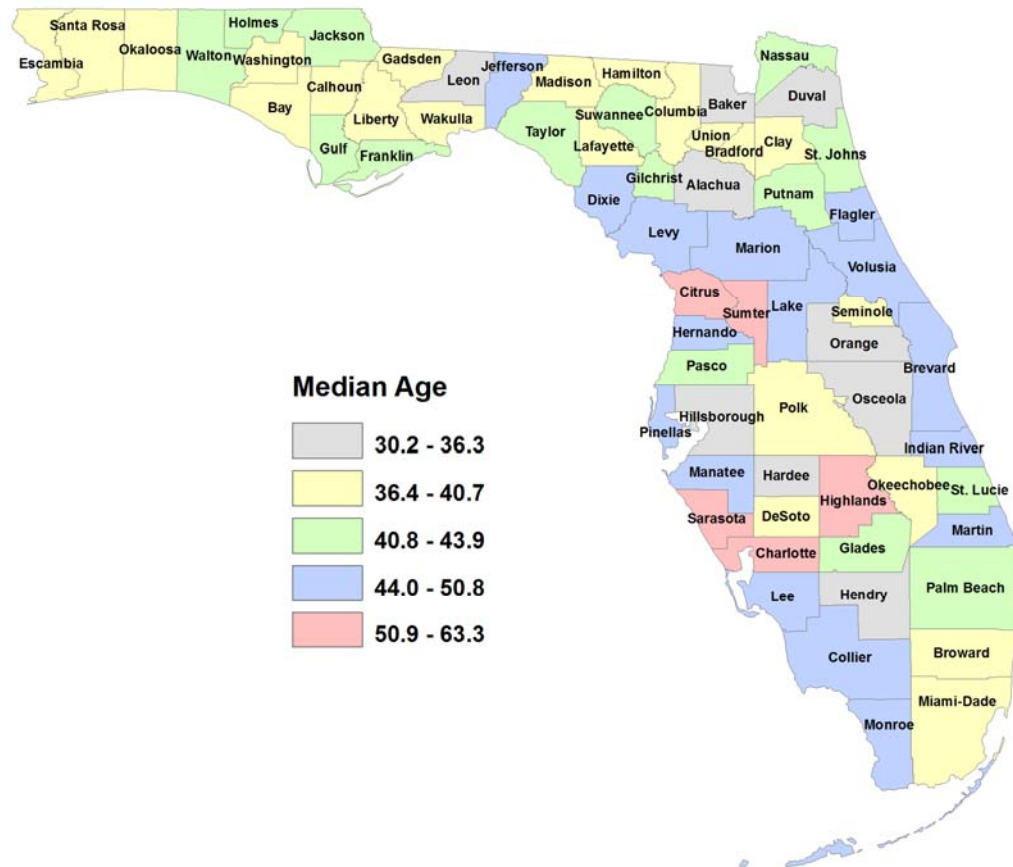 Santa Rosa
Escambia
Okaloosa
Walton
Holmes
Jackson
Washington
Bay
Calhoun
Gulf
Gadsden
Liberty
Franklin
Leon
Wakulla
Jefferson
Madison
Taylor
Hamilton
Suwannee
Lafayette
Columbia
Baker
Nassau
Duval
Union
Bradford
Clay
St. Johns
Gilchrist
Alachua
Putnam
Dixie
Levy
Marion
Flagler
Volusia
Citrus
Sumter
Lake
Seminole
Hernando
Orange
Brevard
Pasco
Osceola
Hillsborough
Polk
Pinellas
Indian River
Manatee
Hardee
Highlands
Okeechobee
St. Lucie
Sarasota
DeSoto
Martin
Charlotte
Glades
Lee
Hendry
Palm Beach
Collier
Broward
Miami-Dade
Monroe
Median Age
30.2 - 36.3
36.4 - 40.7
40.8 - 43.9
44.0 - 50.8
50.9 - 63.3